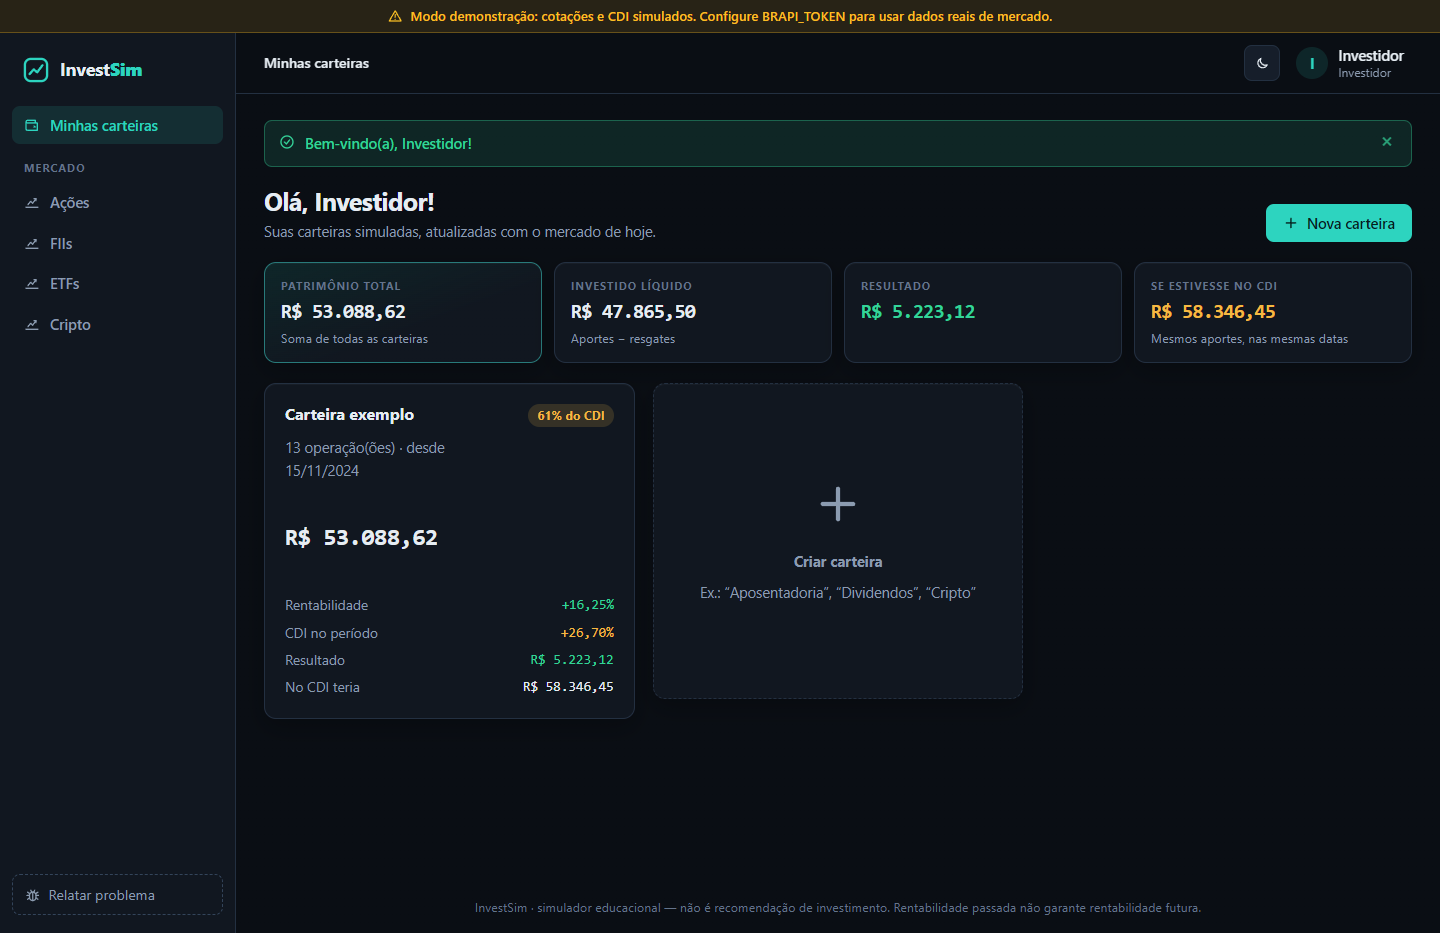 Modo demonstração: cotações e CDI simulados. Configure BRAPI_TOKEN para usar dados reais de mercado.
InvestSim
Minhas carteiras
MERCADO
Ações
FIIs
ETFs
Cripto
Relatar problema
Minhas carteiras
I
Investidor
Investidor
Bem-vindo(a), Investidor!
Olá, Investidor!
Suas carteiras simuladas, atualizadas com o mercado de hoje.
+ Nova carteira
PATRIMÔNIO TOTAL
R$ 53.088,62
Soma de todas as carteiras
INVESTIDO LÍQUIDO
R$ 47.865,50
Aportes − resgates
RESULTADO
R$ 5.223,12
SE ESTIVESSE NO CDI
R$ 58.346,45
Mesmos aportes, nas mesmas datas
Carteira exemplo
61% do CDI
13 operação(ões) · desde
15/11/2024
R$ 53.088,62
Rentabilidade +16,25%
CDI no período +26,70%
Resultado R$ 5.223,12
No CDI teria R$ 58.346,45
Criar carteira
Ex.: “Aposentadoria”, “Dividendos”, “Cripto”
InvestSim · simulador educacional — não é recomendação de investimento. Rentabilidade passada não garante rentabilidade futura.